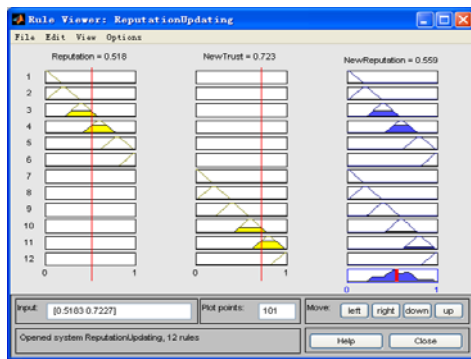 Rule Viewer: ReputationUpdating
File Edit View Options
Reputation = 0.518 NewTrust = 0.723 NewReputation = 0.559
1
2
3
4
5
6
7
8
9
10
11
12
0 1 0 1
0 1
Input: [0.5183 0.7227] Plot points: 101 Move: left right down up
Opened system ReputationUpdating, 12 rules Help Close